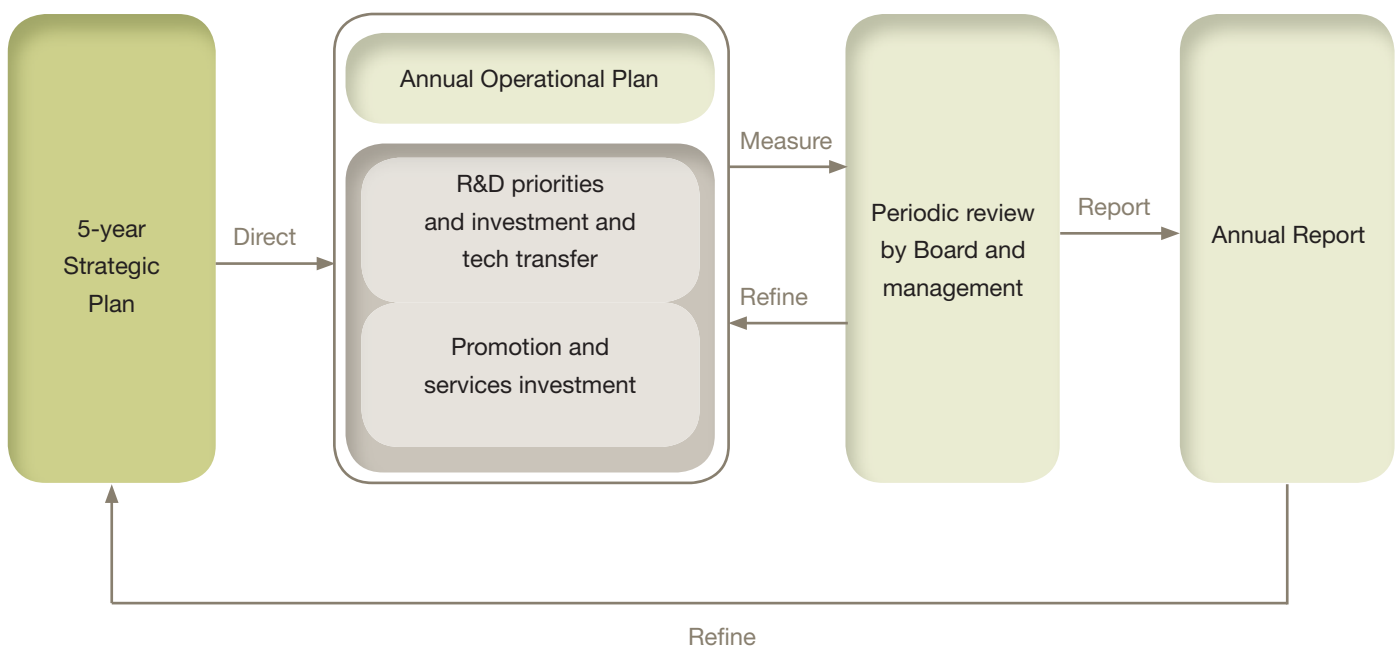 5-year
Strategic
Plan
Direct
Annual Operational Plan
R&D priorities
and investment and
tech transfer
Promotion and
services investment
Measure
Refine
Periodic review
by Board and
management
Report
Annual Report
Refine